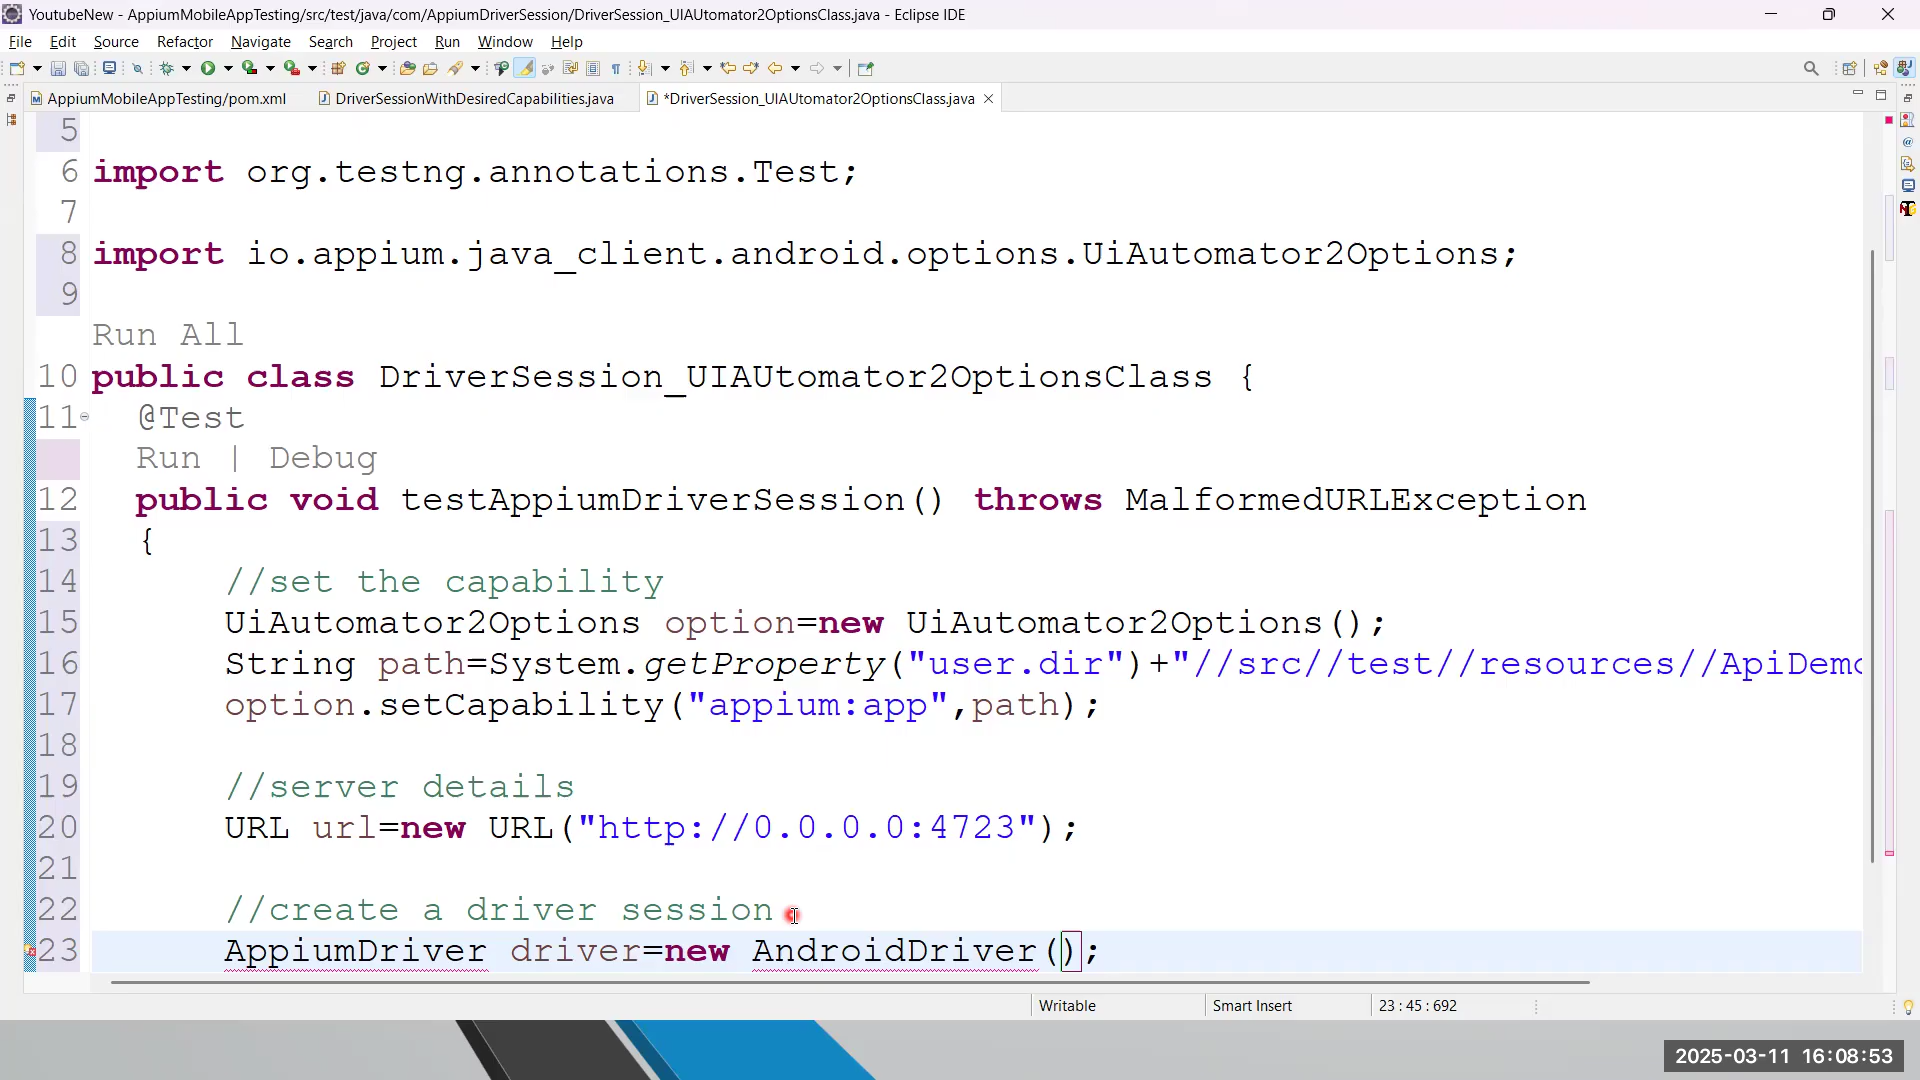 YoutubeNew - AppiumMobileAppTesting/src/test/java/com/AppiumDriverSession/DriverSession_UIAUtomator2OptionsClass.java - Eclipse IDE
File Edit Source Refactor Navigate Search Project Run Window Help
AppiumMobileAppTesting/pom.xml DriverSessionWithDesiredCapabilities.java *DriverSession_UIAUtomator2OptionsClass.java
5
6 import org.testng.annotations.Test;
7
8 import io.appium.java_client.android.options.UiAutomator2Options;
9
Run All
10 public class DriverSession_UIAUtomator2OptionsClass {
11 @Test
Run | Debug
12 public void testAppiumDriverSession() throws MalformedURLException
13 {
14 //set the capability
15 UiAutomator2Options option=new UiAutomator2Options();
16 String path=System.getProperty("user.dir")+"//src//test//resources//ApiDemo
17 option.setCapability("appium:app",path);
18
19 //server details
20 URL url=new URL("http://0.0.0.0:4723");
21
22 //create a driver session
23 AppiumDriver driver=new AndroidDriver();
Writable Smart Insert 23 : 45 : 692
2025-03-11 16:08:53